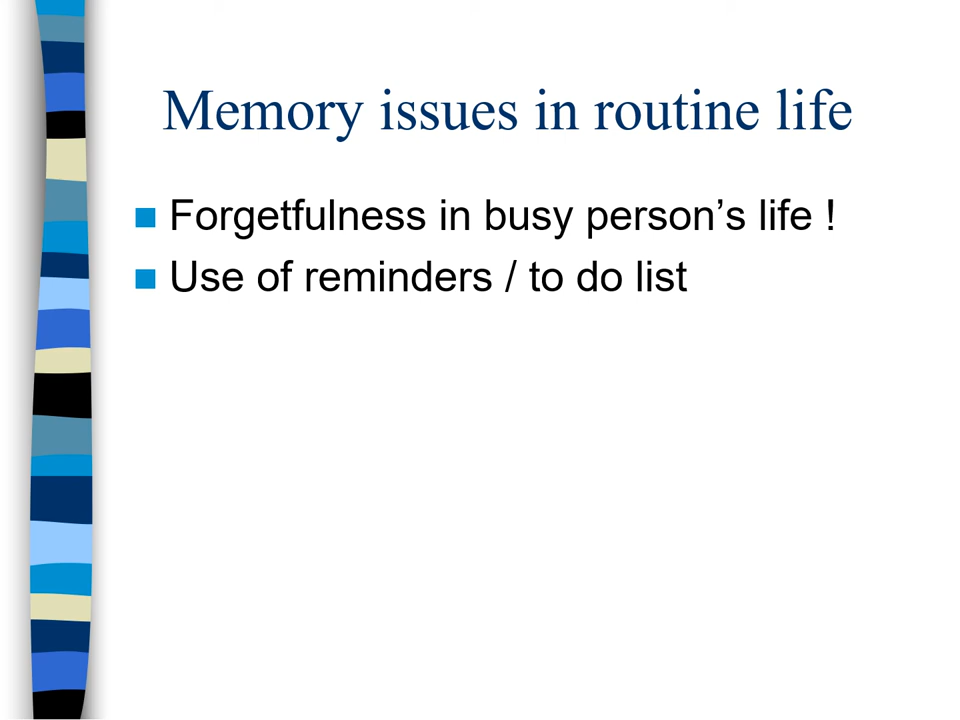 Memory issues in routine life
Forgetfulness in busy person’s life !
Use of reminders / to do list